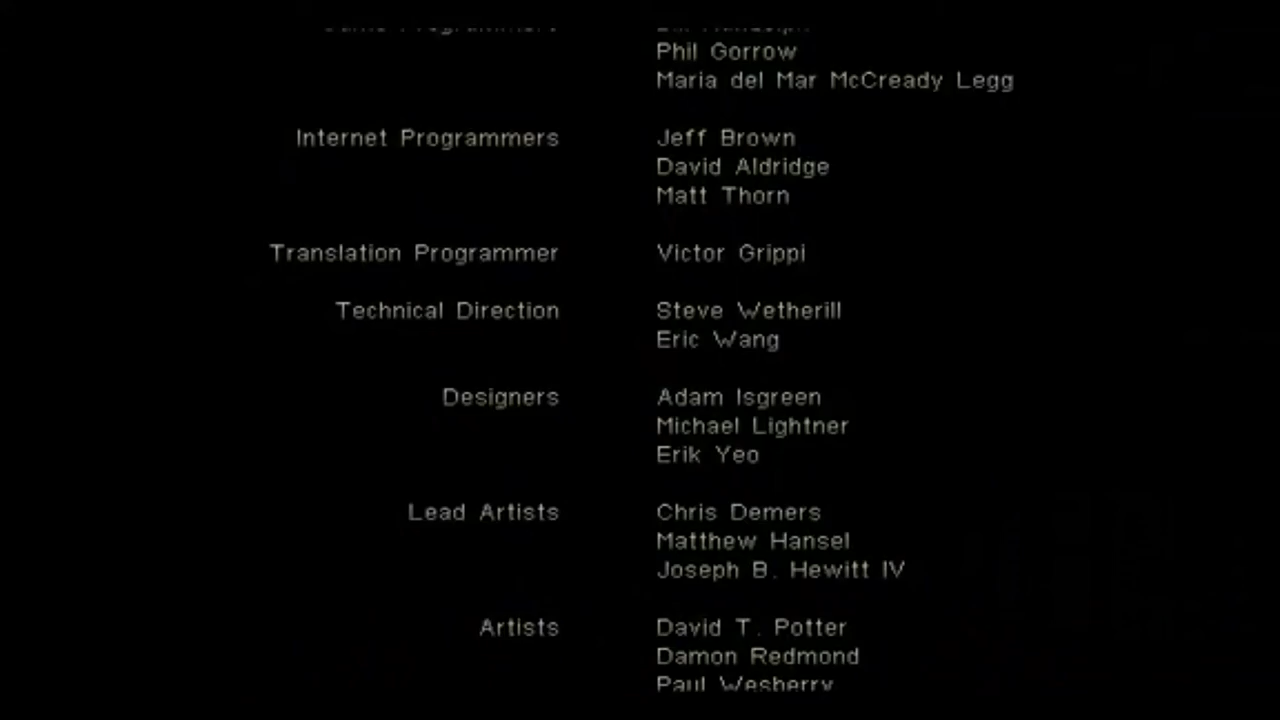 Phil Gorrow
Maria del Mar McCready Legg
Internet Programmers Jeff Brown
David Aldridge
Matt Thorn
Translation Programmer Victor Grippi
Technical Direction Steve Wetherill
Eric Wang
Designers Adam Isgreen
Michael Lightner
Erik Yeo
Lead Artists Chris Demers
Matthew Hansel
Joseph B. Hewitt IV
Artists David T. Potter
Damon Redmond
Paul Wesberry